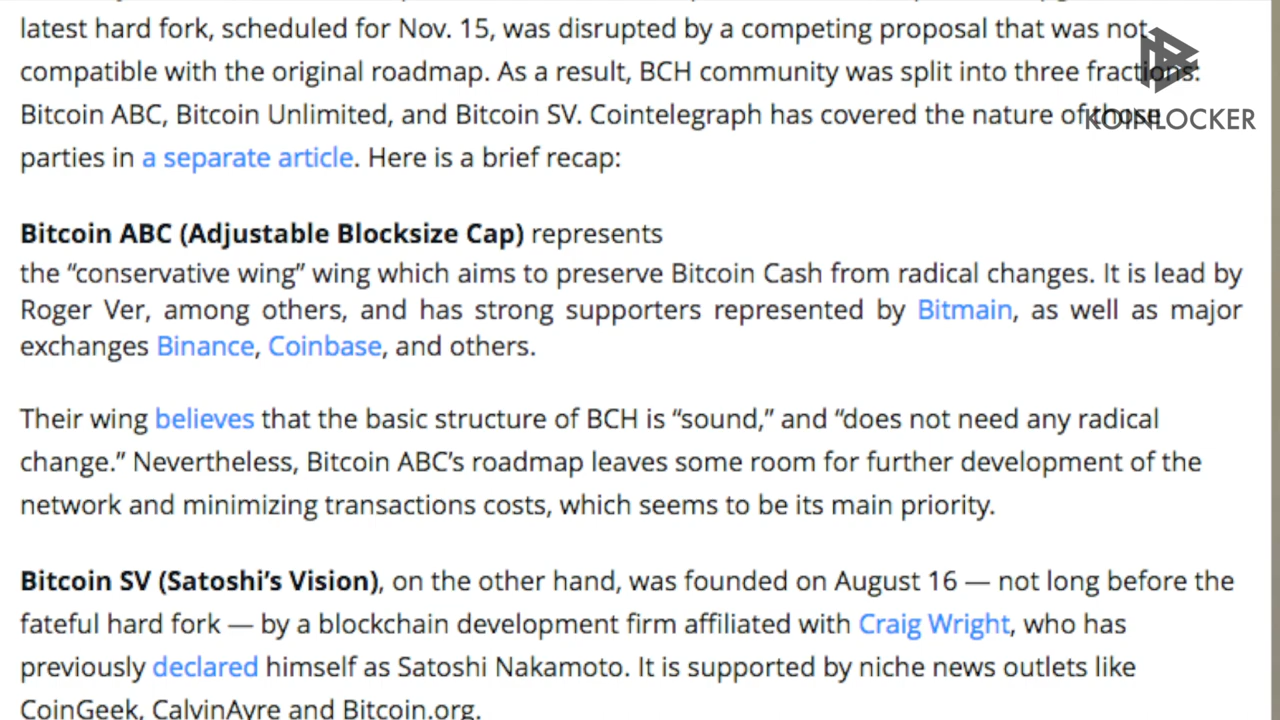 latest hard fork, scheduled for Nov. 15, was disrupted by a competing proposal that was not
compatible with the original roadmap. As a result, BCH community was split into three fractions:
Bitcoin ABC, Bitcoin Unlimited, and Bitcoin SV. Cointelegraph has covered the nature of those
KOINLOCKER
parties in a separate article. Here is a brief recap:
Bitcoin ABC (Adjustable Blocksize Cap) represents
the “conservative wing” wing which aims to preserve Bitcoin Cash from radical changes. It is lead by
Roger Ver, among others, and has strong supporters represented by Bitmain, as well as major
exchanges Binance, Coinbase, and others.
Their wing believes that the basic structure of BCH is “sound,” and “does not need any radical
change.” Nevertheless, Bitcoin ABC’s roadmap leaves some room for further development of the
network and minimizing transactions costs, which seems to be its main priority.
Bitcoin SV (Satoshi’s Vision), on the other hand, was founded on August 16 — not long before the
fateful hard fork — by a blockchain development firm affiliated with Craig Wright, who has
previously declared himself as Satoshi Nakamoto. It is supported by niche news outlets like
CoinGeek, CalvinAyre and Bitcoin.org.